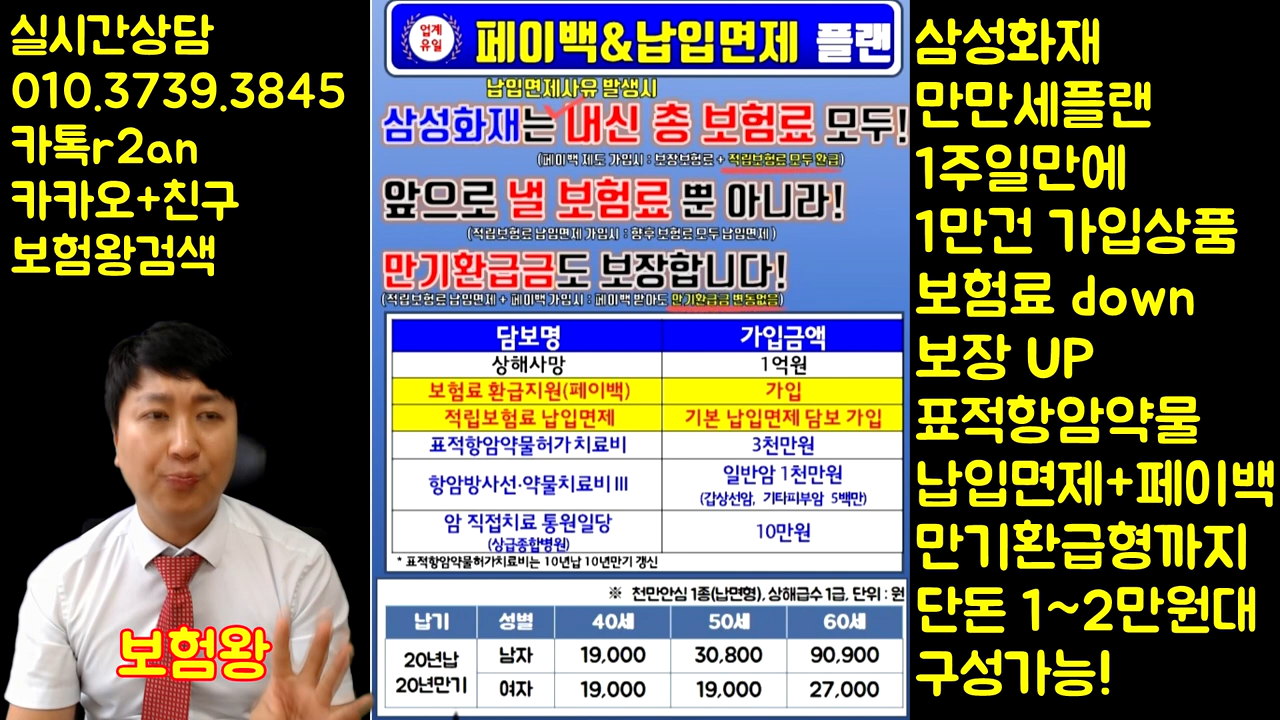 실시간상담
010.3739.3845
카톡r2an
카카오+친구
보험왕검색
보험왕
업계
유일
페이백&납입면제 플랜
납입면제사유 발생시
삼성화재는 내신 총 보험료 모두!
(페이백 제도 가입시 : 보장보험료 + 적립보험료 모두 환급)
앞으로 낼 보험료 뿐 아니라!
(적립보험료 납입면제 가입시 : 향후 보험료 모두 납입면제)
만기환급금도 보장합니다!
(적립보험료 납입면제 + 페이백 가입시 : 페이백 받아도 만기환급금 변동없음)
담보명 가입금액
상해사망 1억원
보험료 환급지원(페이백) 가입
적립보험료 납입면제 기본 납입면제 담보 가입
표적항암약물허가치료비 3천만원
항암방사선·약물치료비Ⅲ 일반암 1천만원
(갑상선암, 기타피부암 5백만)
암 직접치료 통원일당 10만원
(상급종합병원)
* 표적항암약물허가치료비는 10년납 10년만기 갱신
※ 천만안심 1종(납면형), 상해급수 1급, 단위 : 원
납기 성별 40세 50세 60세
20년납 20년만기 남자 19,000 30,800 90,900
여자 19,000 19,000 27,000
삼성화재
만만세플랜
1주일만에
1만건 가입상품
보험료 down
보장 UP
표적항암약물
납입면제+페이백
만기환급형까지
단돈 1~2만원대
구성가능!